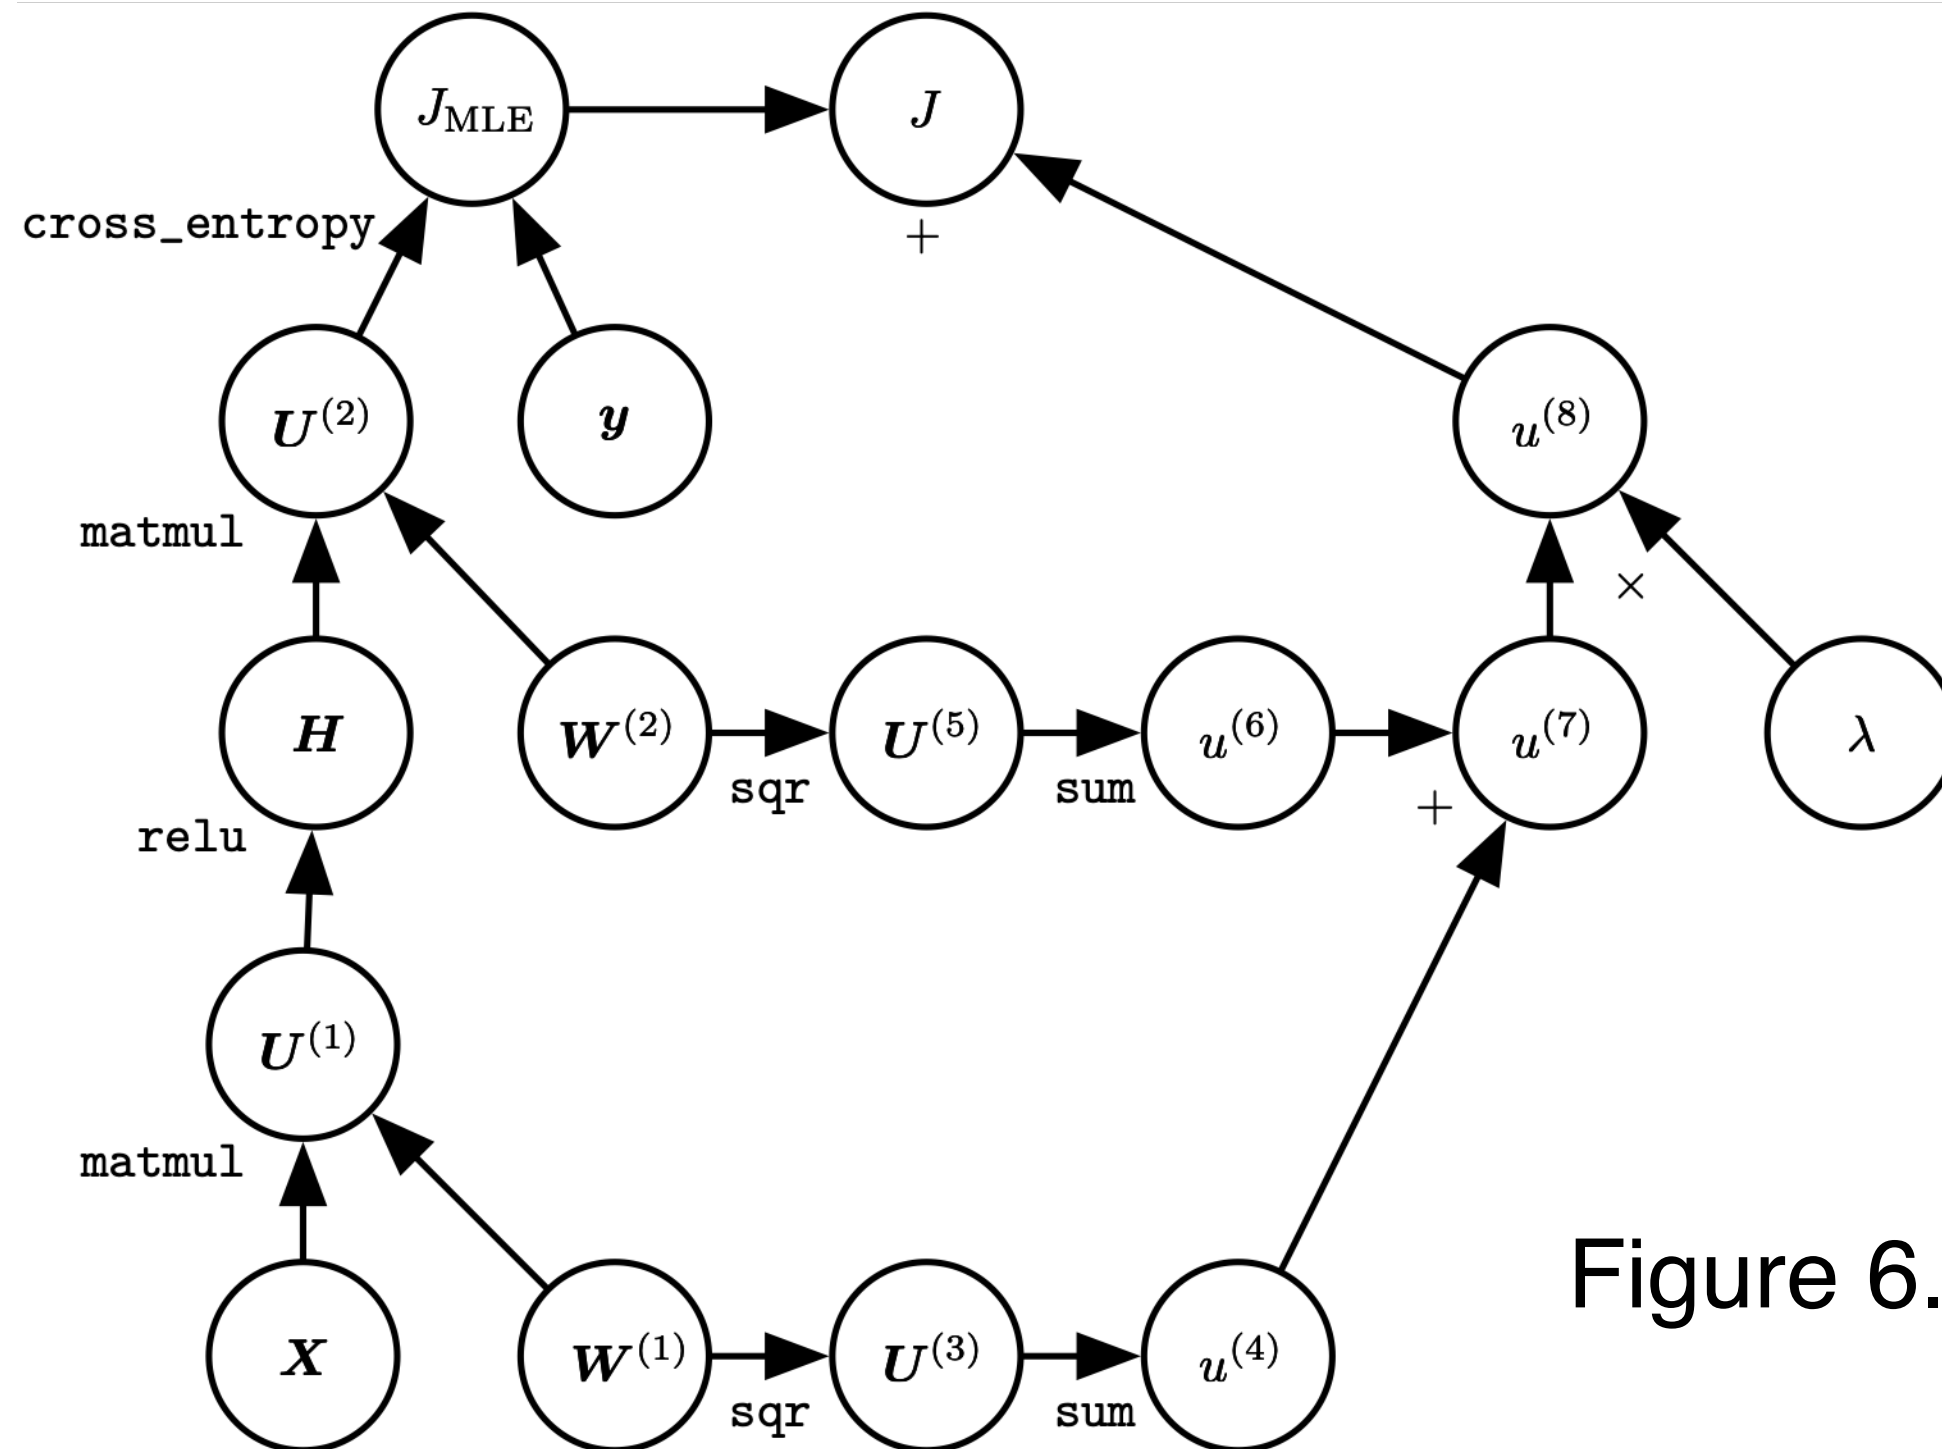 J_MLE
J
cross_entropy
+
U^(2)
y
u^(8)
matmul
×
H
W^(2)
U^(5)
u^(6)
u^(7)
λ
sqr
sum
+
relu
U^(1)
matmul
Figure 6.
X
W^(1)
U^(3)
u^(4)
sqr
sum